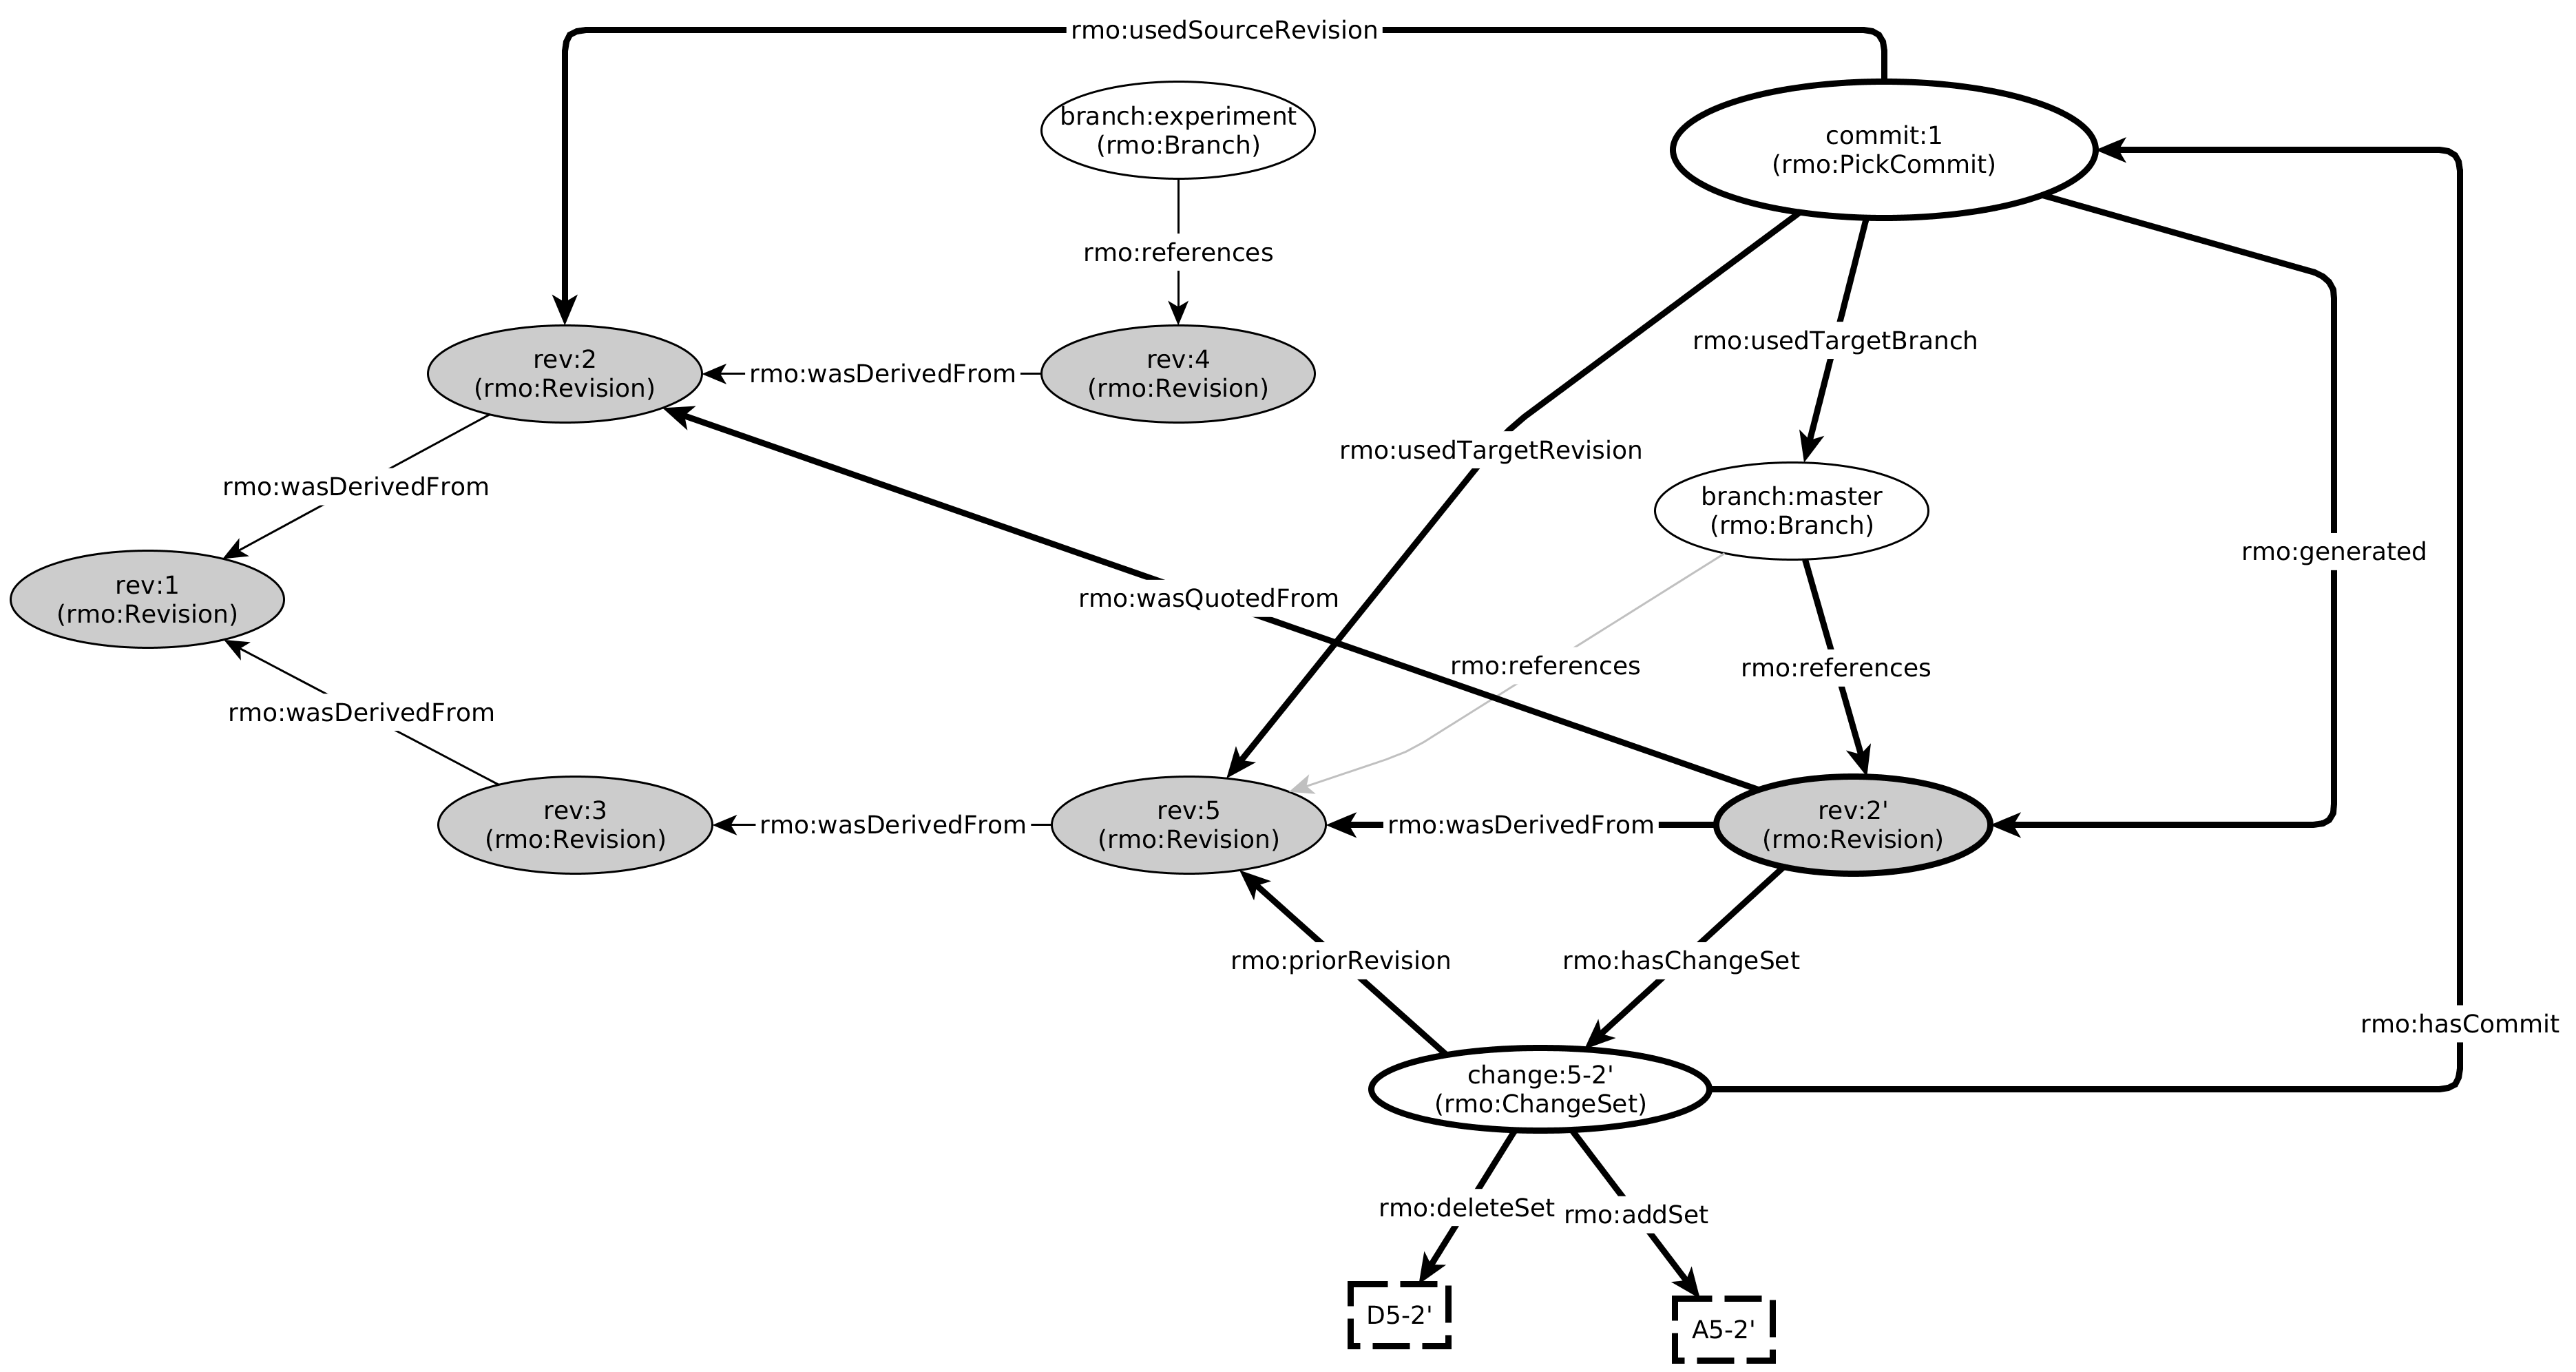 rmo:usedSourceRevision
branch:experiment
(rmo:Branch)
commit:1
(rmo:PickCommit)
rmo:references
rmo:usedTargetBranch
rev:2
(rmo:Revision)
rmo:wasDerivedFrom
rev:4
(rmo:Revision)
rmo:usedTargetRevision
rmo:wasDerivedFrom
branch:master
(rmo:Branch)
rmo:generated
rev:1
(rmo:Revision)
rmo:wasQuotedFrom
rmo:references
rmo:references
rmo:wasDerivedFrom
rev:3
(rmo:Revision)
rmo:wasDerivedFrom
rev:5
(rmo:Revision)
rmo:wasDerivedFrom
rev:2'
(rmo:Revision)
rmo:priorRevision
rmo:hasChangeSet
rmo:hasCommit
change:5-2'
(rmo:ChangeSet)
rmo:deleteSet
rmo:addSet
D5-2'
A5-2'